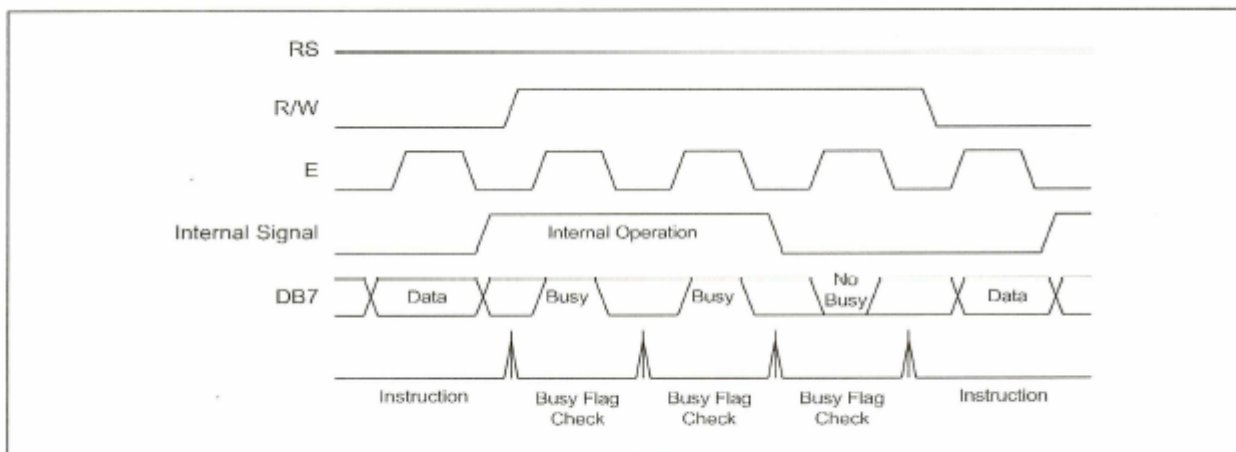 RS
R/W
E
Internal Signal
Internal Operation
DB7
Data
Busy
Busy
No
Busy
Data
Instruction
Busy Flag
Check
Busy Flag
Check
Busy Flag
Check
Instruction